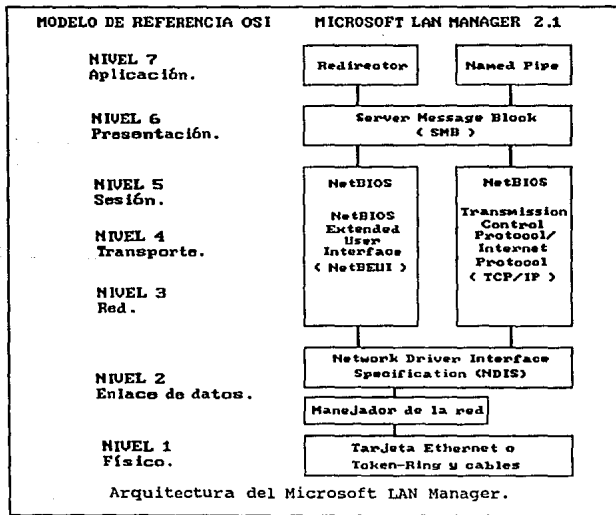 MODELO DE REFERENCIA OSI
MICROSOFT LAN MANAGER 2.1
NIVEL 7
Aplicación.
Redirector
Named Pipe
NIVEL 6
Presentación.
Server Message Block
( SMB )
NIVEL 5
Sesión.
NetBIOS
NetBIOS
NIVEL 4
Transporte.
NetBIOS
Extended
User
Interface
( NetBEUI )
Transmission
Control
Protocol/
Internet
Protocol
( TCP/IP )
NIVEL 3
Red.
NIVEL 2
Enlace de datos.
Network Driver Interface
Specification (NDIS)
Manejador de la red
NIVEL 1
Físico.
Tarjeta Ethernet o
Token-Ring y cables
Arquitectura del Microsoft LAN Manager.